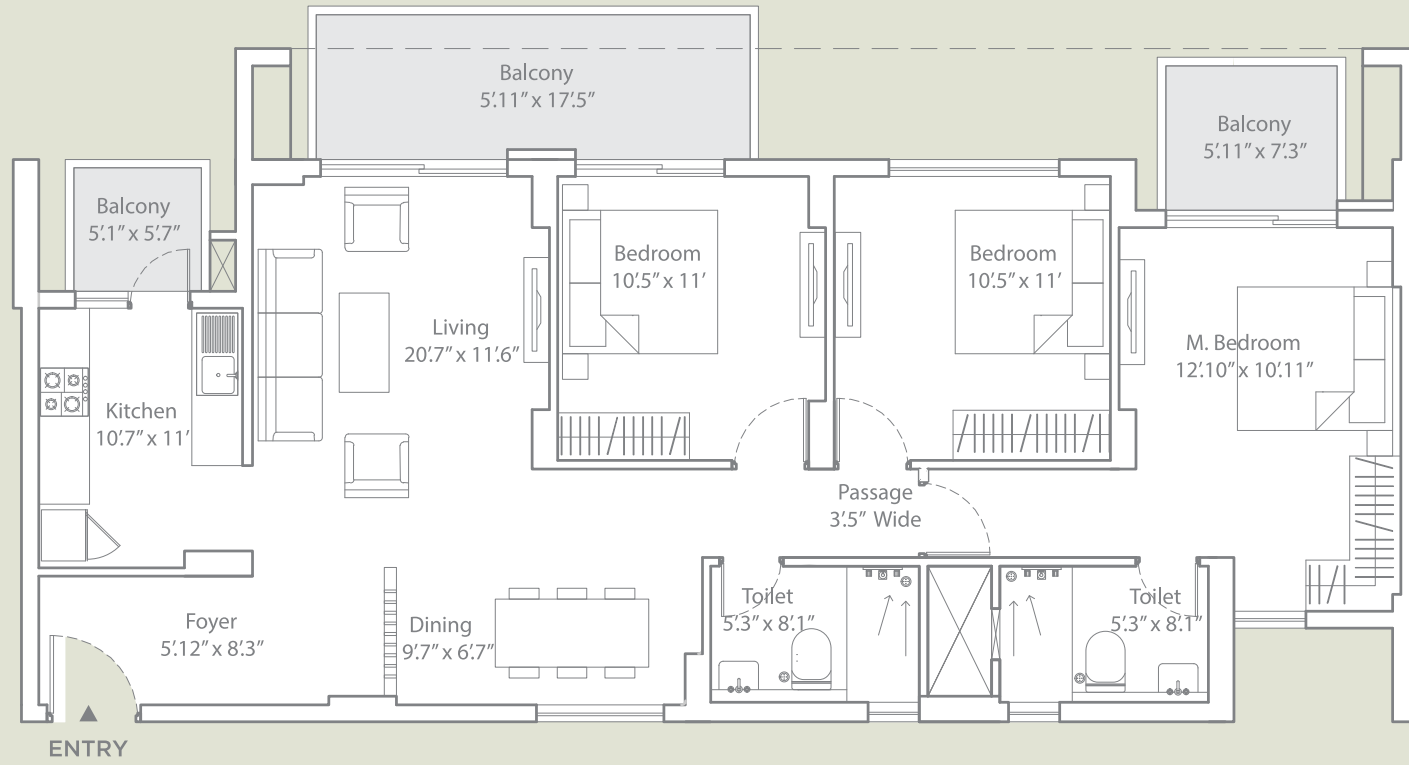 Balcony
5'.11" x 17'.5"
Balcony
5'.11" x 7'.3"
Balcony
5'.1" x 5'.7"
Bedroom
10'.5" x 11'
Bedroom
10'.5" x 11'
Living
20'.7" x 11'.6"
M. Bedroom
12'.10" x 10'.11"
Kitchen
10'.7" x 11'
Passage
3'.5" Wide
Foyer
5'.12" x 8'.3"
Dining
9'.7" x 6'.7"
Toilet
5'.3" x 8'.1"
Toilet
5'.3" x 8'.1"
ENTRY